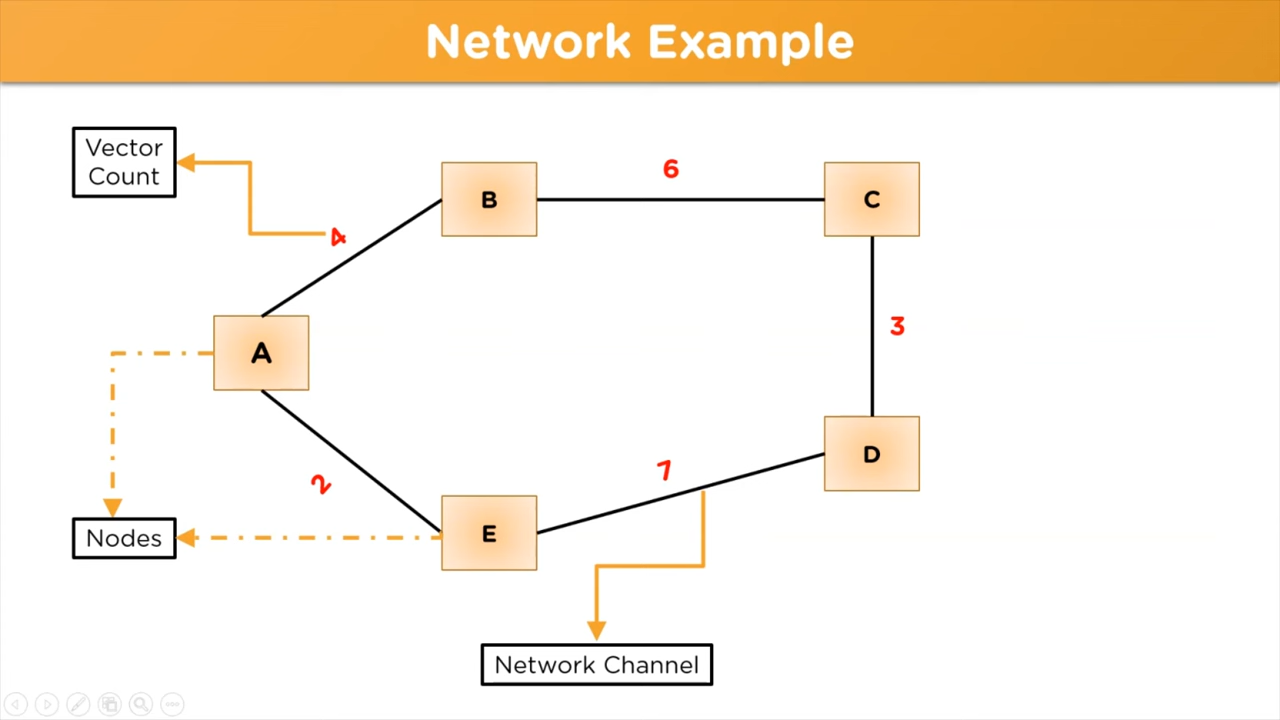 Network Example
Vector
Count
B
6
C
4
A
3
D
7
2
E
Nodes
Network Channel